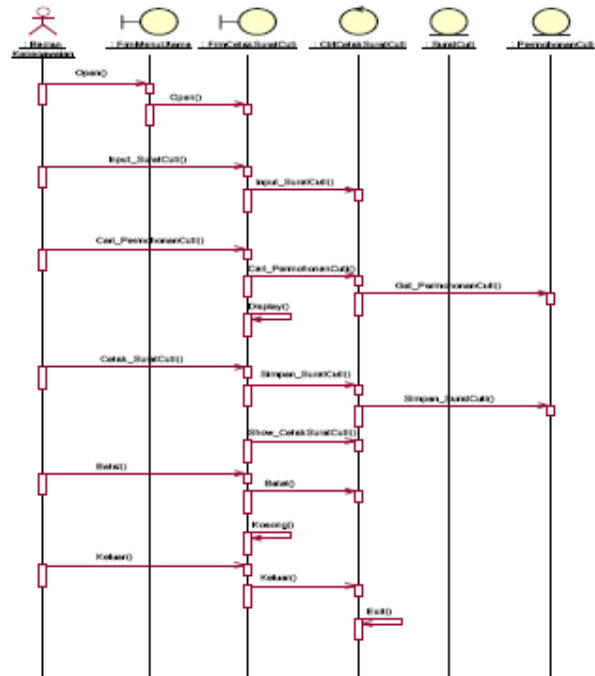 : Bagian
Kepegawaian
: FrmMenuUtama
: FrmCetakSuratCuti
: CtrlCetakSuratCuti
: SuratCuti
: PermohonanCuti
Open()
Open()
Input_SuratCuti()
Input_SuratCuti()
Cari_PermohonanCuti()
Cari_PermohonanCuti()
Get_PermohonanCuti()
Display()
Cetak_SuratCuti()
Simpan_SuratCuti()
Simpan_SuratCuti()
Show_CetakSuratCuti()
Batal()
Batal()
Kosong()
Keluar()
Keluar()
Exit()